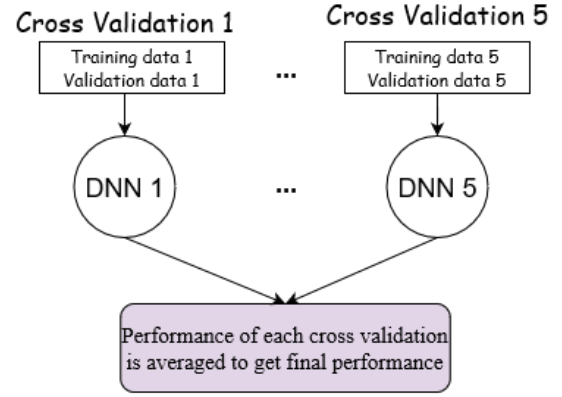 Cross Validation 1
Cross Validation 5
Training data 1
Validation data 1
...
Training data 5
Validation data 5
DNN 1
...
DNN 5
Performance of each cross validation
is averaged to get final performance